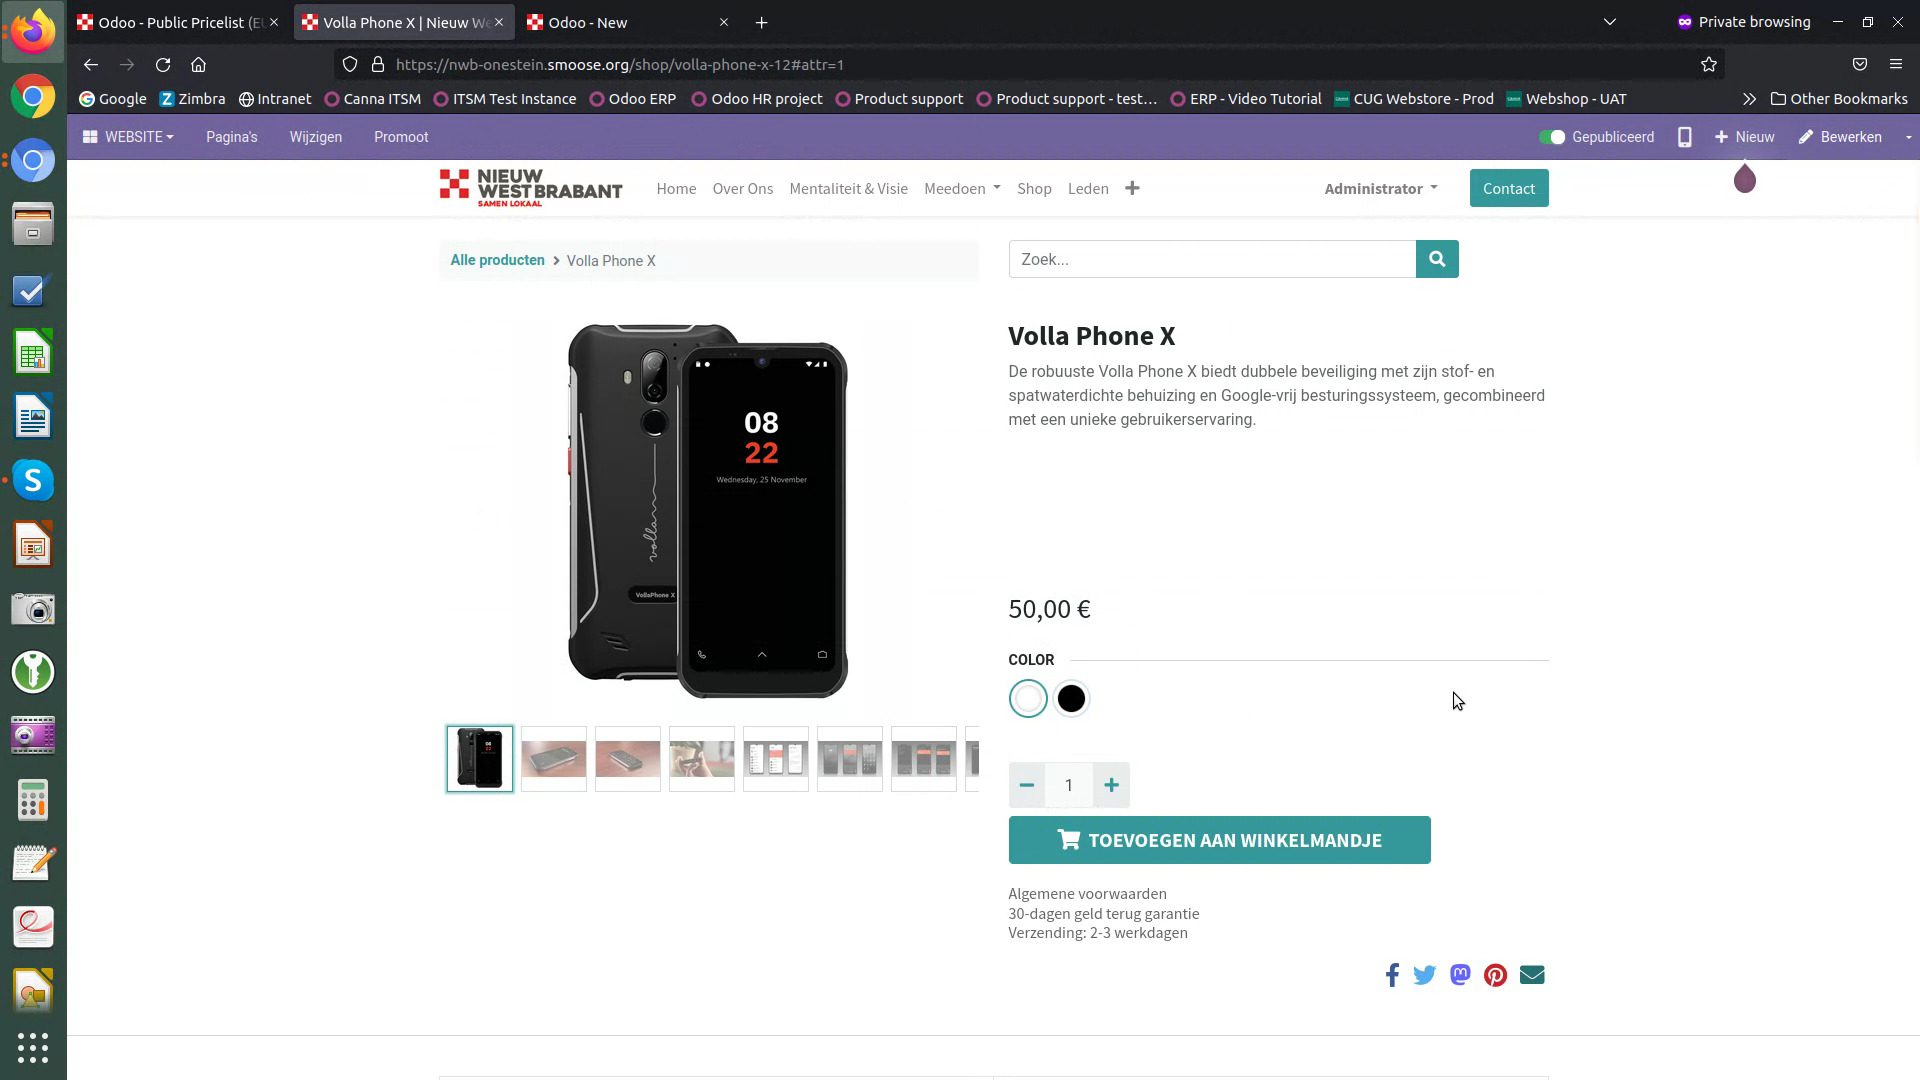 Odoo - Public Pricelist (E
Volla Phone X | Nieuw We
Odoo - New
Private browsing
https://nwb-onestein.smoose.org/shop/volla-phone-x-12#attr=1
Google
Zimbra
Intranet
Canna ITSM
ITSM Test Instance
Odoo ERP
Odoo HR project
Product support
Product support - test…
ERP - Video Tutorial
CUG Webstore - Prod
Webshop - UAT
Other Bookmarks
WEBSITE
Pagina's
Wijzigen
Promoot
Gepubliceerd
Nieuw
Bewerken
NIEUW
WESTBRABANT
SAMEN LOKAAL
Home
Over Ons
Mentaliteit & Visie
Meedoen
Shop
Leden
Administrator
Contact
Alle producten
Volla Phone X
Zoek...
Volla Phone X
De robuuste Volla Phone X biedt dubbele beveiliging met zijn stof- en
spatwaterdichte behuizing en Google-vrij besturingssysteem, gecombineerd
met een unieke gebruikerservaring.
08
22
Wednesday, 25 November
volla
VollaPhone X
50,00 €
COLOR
1
TOEVOEGEN AAN WINKELMANDJE
Algemene voorwaarden
30-dagen geld terug garantie
Verzending: 2-3 werkdagen